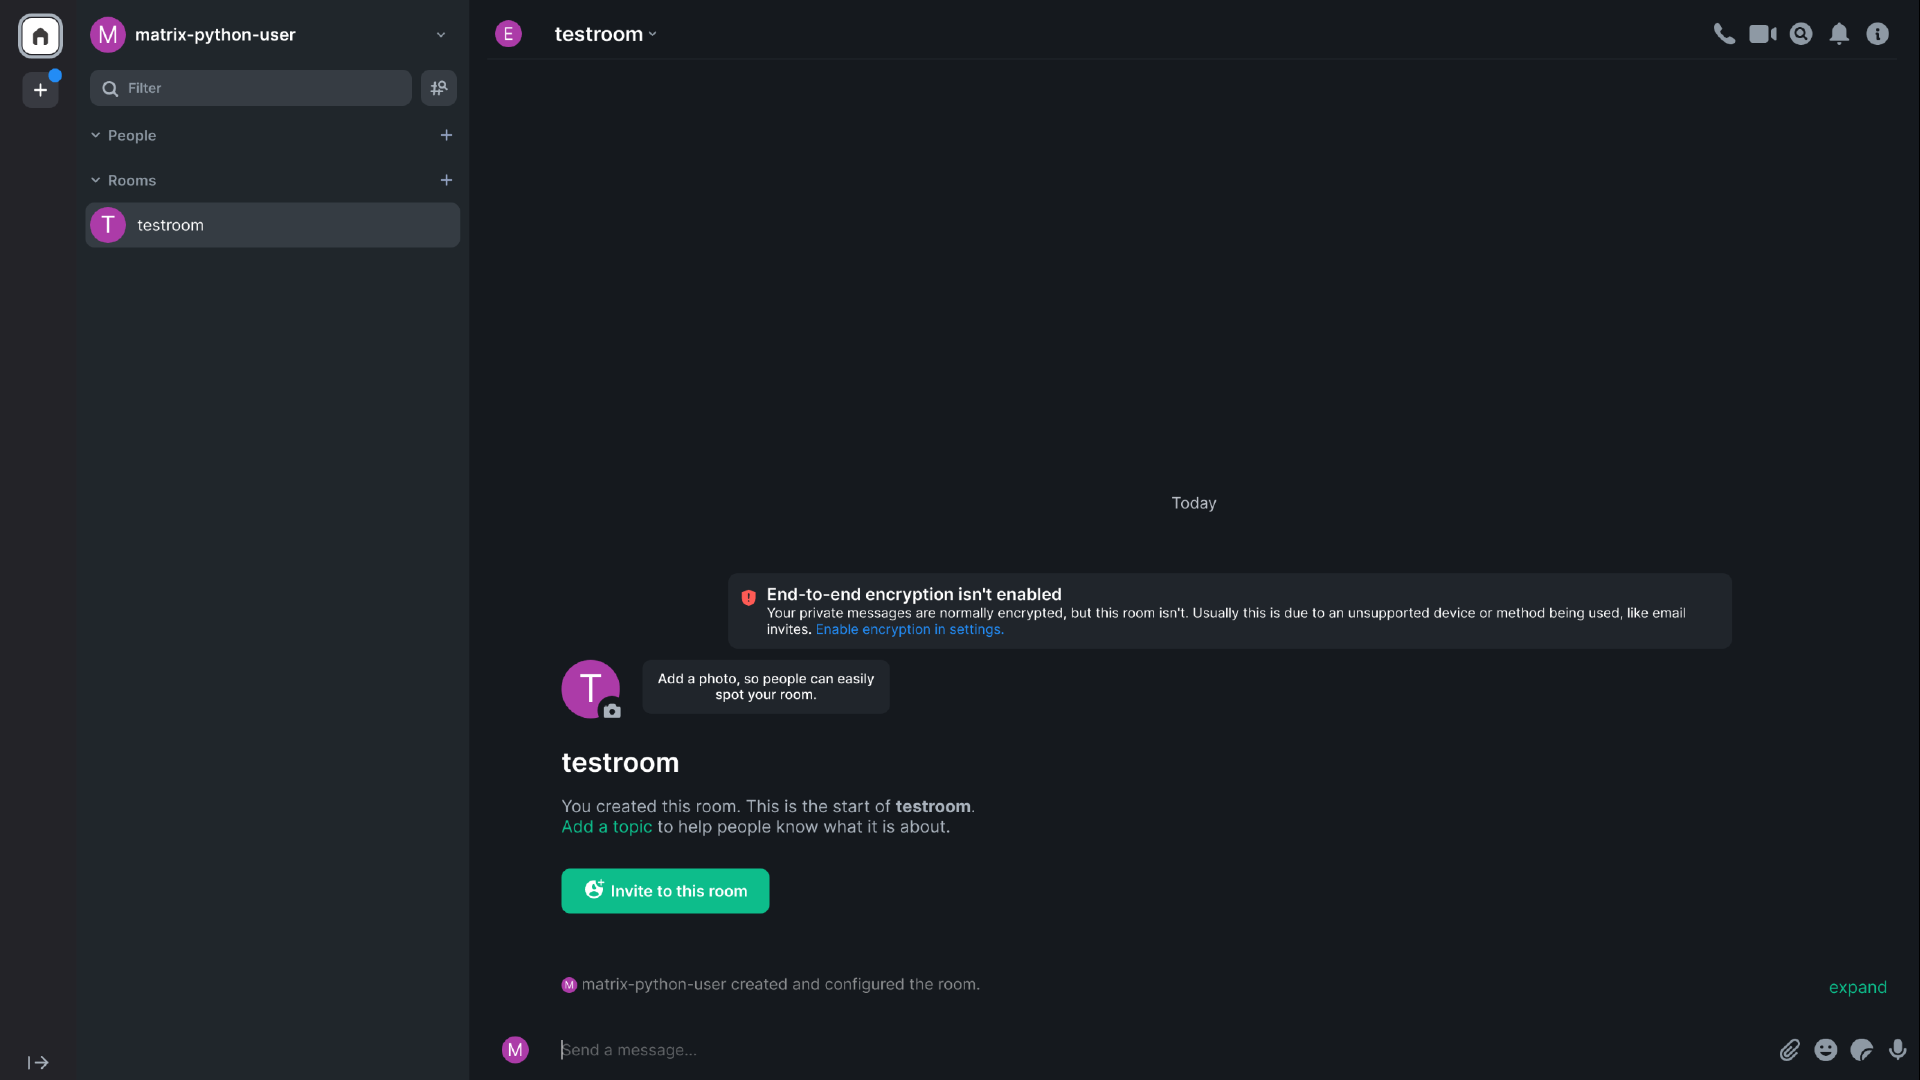 M matrix-python-user
Filter
People
Rooms
T testroom
E testroom
Today
End-to-end encryption isn't enabled
Your private messages are normally encrypted, but this room isn't. Usually this is due to an unsupported device or method being used, like email
invites. Enable encryption in settings.
T
Add a photo, so people can easily
spot your room.
testroom
You created this room. This is the start of testroom.
Add a topic to help people know what it is about.
Invite to this room
M matrix-python-user created and configured the room.
expand
M Send a message...